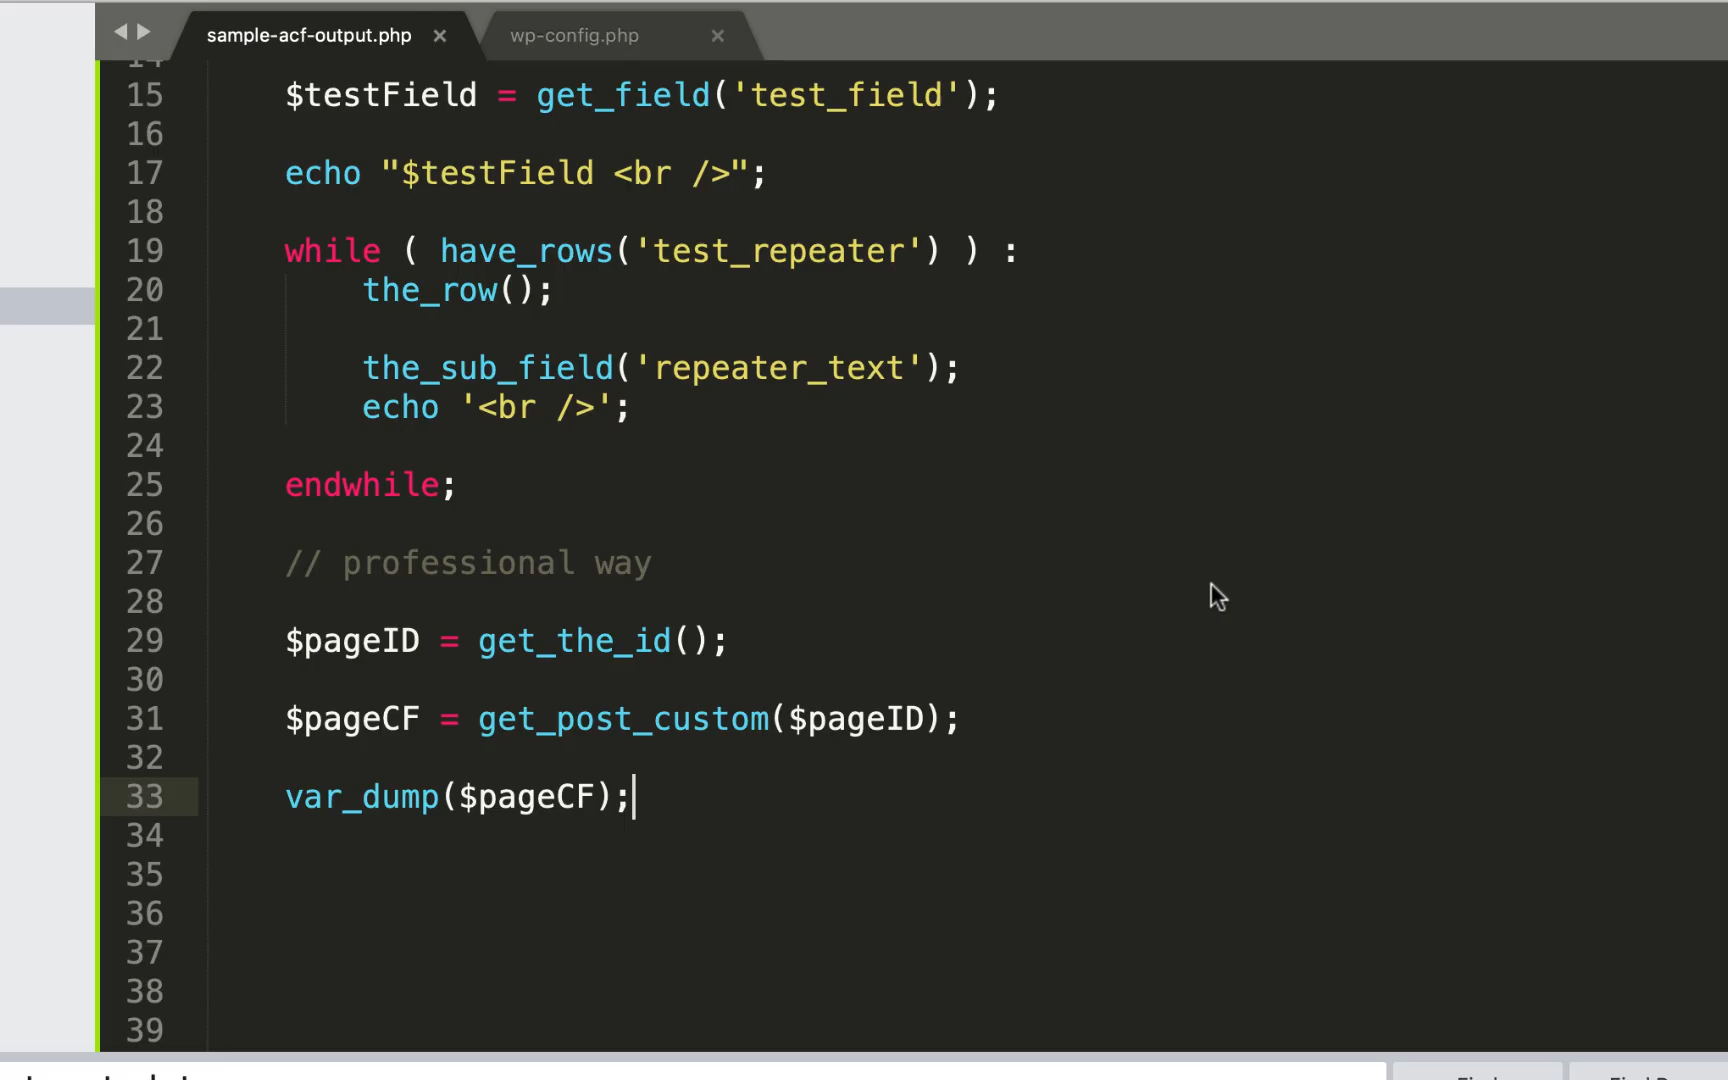 sample-acf-output.php × wp-config.php ×
14
15 $testField = get_field('test_field');
16
17 echo "$testField <br />";
18
19 while ( have_rows('test_repeater') ) :
20 the_row();
21
22 the_sub_field('repeater_text');
23 echo '<br />';
24
25 endwhile;
26
27 // professional way
28
29 $pageID = get_the_id();
30
31 $pageCF = get_post_custom($pageID);
32
33 var_dump($pageCF);
34
35
36
37
38
39